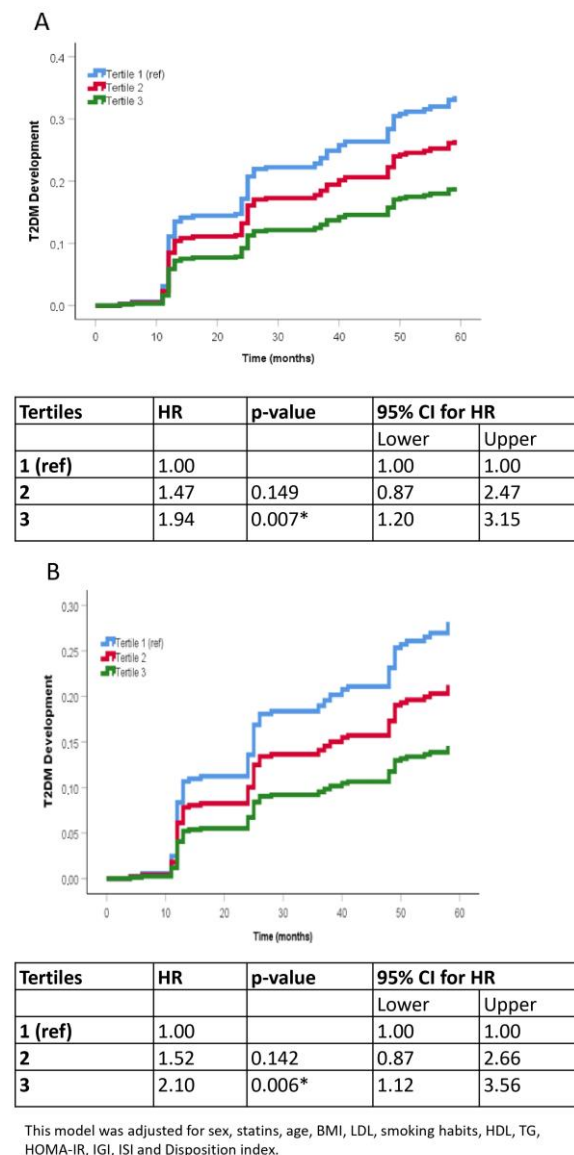 A
0,4
Tertile 1 (ref)
Tertile 2
Tertile 3
0,3
0,2
0,1
0,0
T2DM Development
0 10 20 30 40 50 60
Time (months)
Tertiles HR p-value 95% CI for HR
Lower Upper
1 (ref) 1.00 1.00 1.00
2 1.47 0.149 0.87 2.47
3 1.94 0.007* 1.20 3.15
B
0,30
Tertile 1 (ref)
Tertile 2
Tertile 3
0,25
0,20
0,15
0,10
0,05
0,00
T2DM Development
0 10 20 30 40 50 60
Time (months)
Tertiles HR p-value 95% CI for HR
Lower Upper
1 (ref) 1.00 1.00 1.00
2 1.52 0.142 0.87 2.66
3 2.10 0.006* 1.12 3.56
This model was adjusted for sex, statins, age, BMI, LDL, smoking habits, HDL, TG,
HOMA-IR, IGI, ISI and Disposition index.